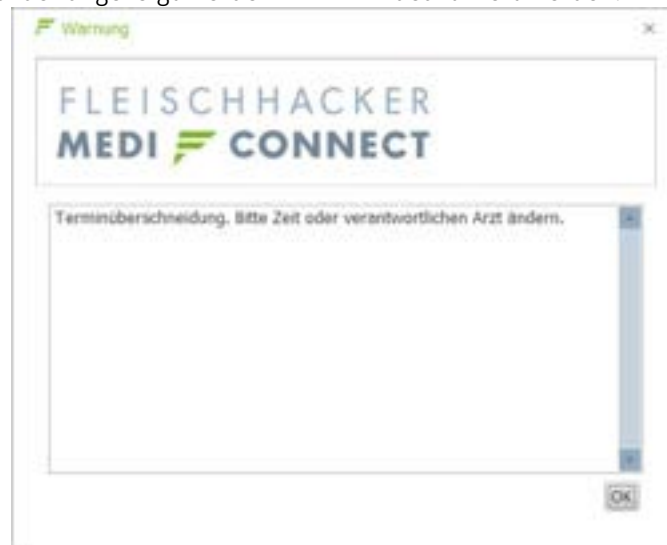 Warnung
FLEISCHHACKER
MEDI CONNECT
Terminüberschneidung. Bitte Zeit oder verantwortlichen Arzt ändern.
OK